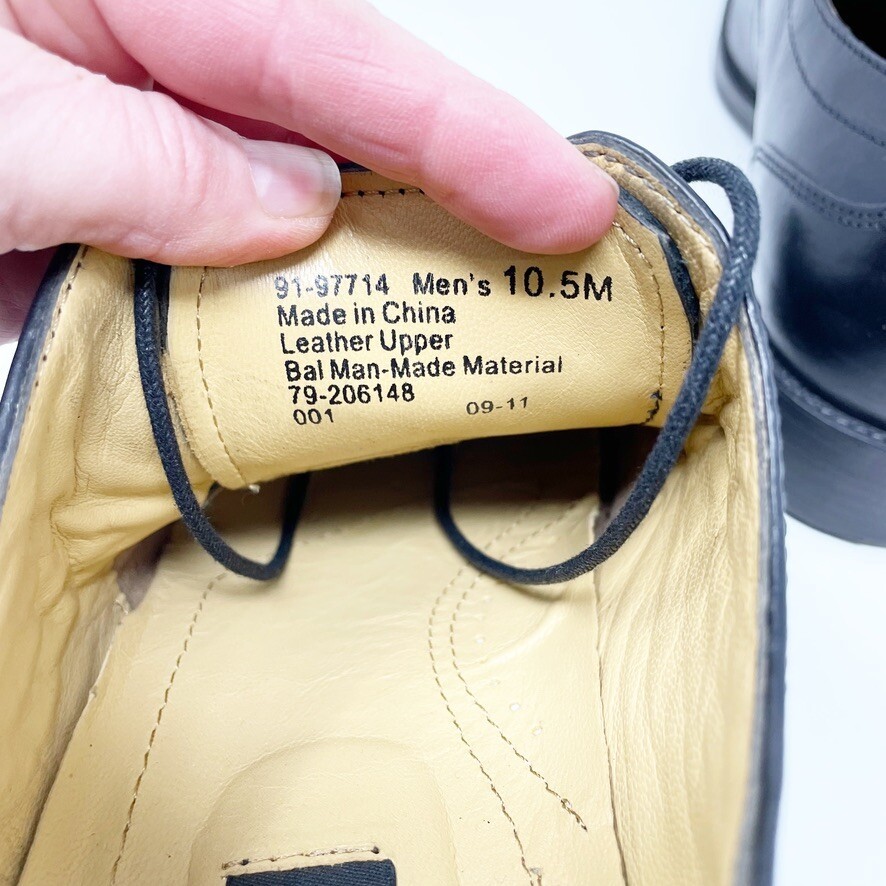 91-97714 Men's 10.5M
Made in China
Leather Upper
Bal Man-Made Material
79-206148
001 09-11